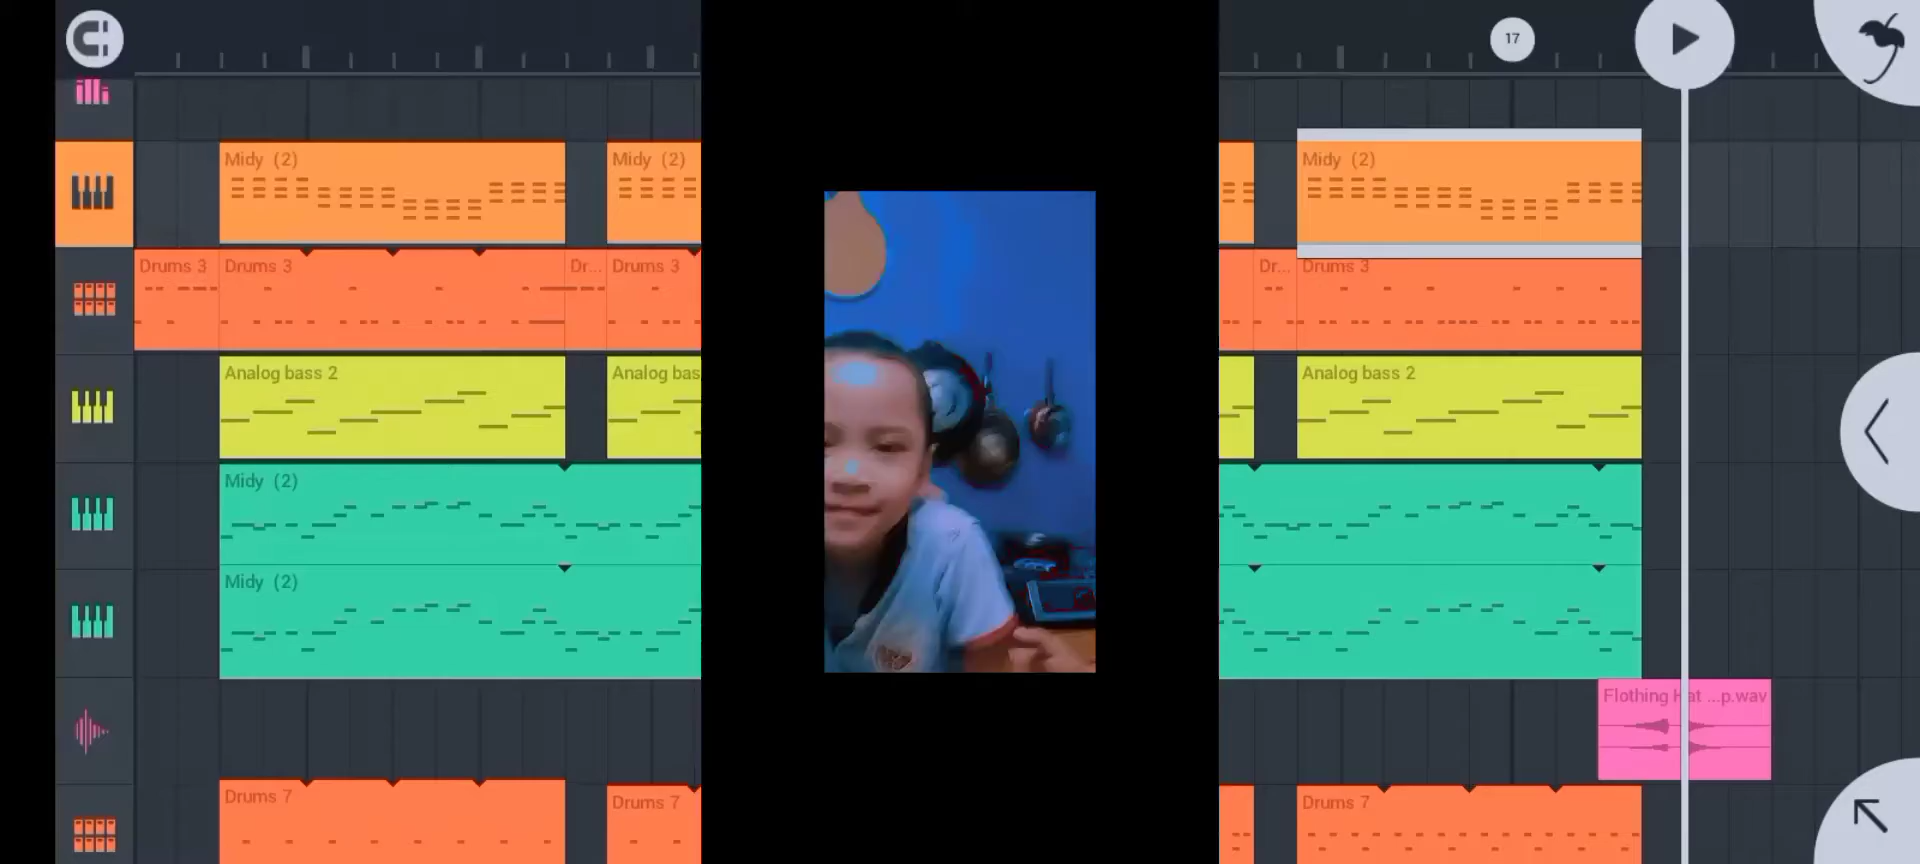 17
Midy (2)
Midy (2)
Midy (2)
Drums 3
Drums 3
Dr...
Drums 3
Dr...
Drums 3
Analog bass 2
Analog bas
Analog bass 2
Midy (2)
Midy (2)
Flothing Hat ...p.wav
Drums 7
Drums 7
Drums 7